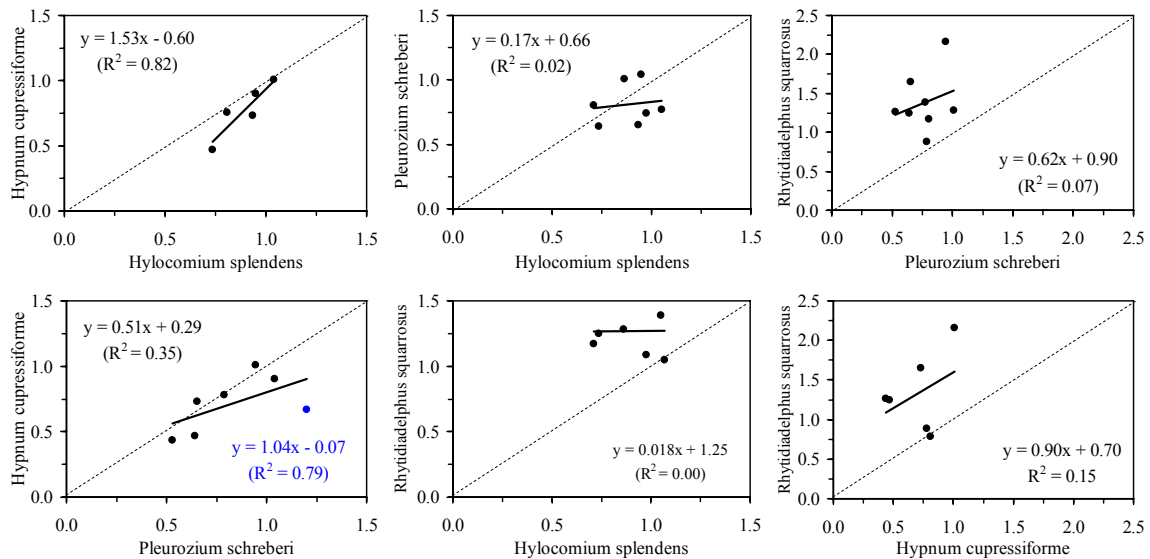 1.5
1.0
0.5
0.0
Hypnum cupressiforme
y = 1.53x - 0.60
(R² = 0.82)
0.0 0.5 1.0 1.5
Hylocomium splendens
1.5
1.0
0.5
0.0
Pleurozium schreberi
y = 0.17x + 0.66
(R² = 0.02)
0.0 0.5 1.0 1.5
Hylocomium splendens
2.5
2.0
1.5
1.0
0.5
0.0
Rhytidiadelphus squarrosus
y = 0.62x + 0.90
(R² = 0.07)
0.0 0.5 1.0 1.5 2.0 2.5
Pleurozium schreberi
1.5
1.0
0.5
0.0
Hypnum cupressiforme
y = 0.51x + 0.29
(R² = 0.35)
y = 1.04x - 0.07
(R² = 0.79)
0.0 0.5 1.0 1.5
Pleurozium schreberi
1.5
1.0
0.5
0.0
Rhytidiadelphus squarrosus
y = 0.018x + 1.25
(R² = 0.00)
0.0 0.5 1.0 1.5
Hylocomium splendens
2.5
2.0
1.5
1.0
0.5
0.0
Rhytidiadelphus squarrosus
y = 0.90x + 0.70
R² = 0.15
0.0 0.5 1.0 1.5 2.0 2.5
Hypnum cupressiforme